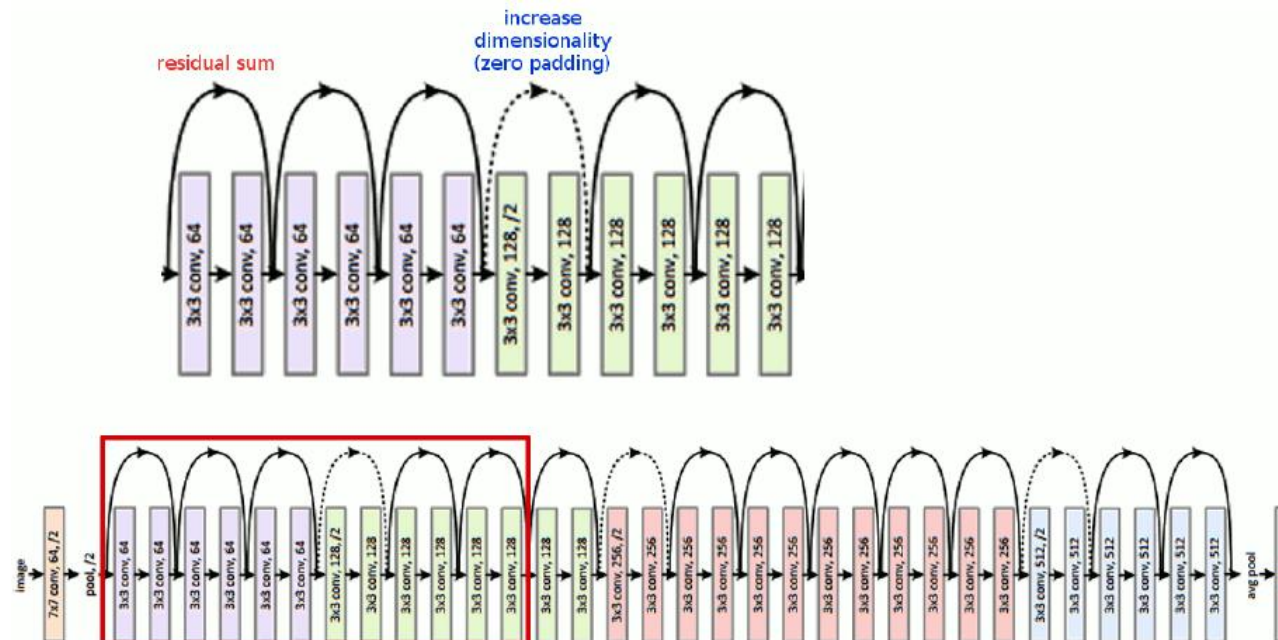 increase
dimensionality
(zero padding)
residual sum
3x3 conv, 64
3x3 conv, 64
3x3 conv, 64
3x3 conv, 64
3x3 conv, 64
3x3 conv, 64
3x3 conv, 128, /2
3x3 conv, 128
3x3 conv, 128
3x3 conv, 128
3x3 conv, 128
3x3 conv, 128
image
7x7 conv, 64, /2
pool, /2
3x3 conv, 64
3x3 conv, 64
3x3 conv, 64
3x3 conv, 64
3x3 conv, 64
3x3 conv, 64
3x3 conv, 128, /2
3x3 conv, 128
3x3 conv, 128
3x3 conv, 128
3x3 conv, 128
3x3 conv, 128
3x3 conv, 128
3x3 conv, 128
3x3 conv, 256, /2
3x3 conv, 256
3x3 conv, 256
3x3 conv, 256
3x3 conv, 256
3x3 conv, 256
3x3 conv, 256
3x3 conv, 256
3x3 conv, 256
3x3 conv, 256
3x3 conv, 256
3x3 conv, 256
3x3 conv, 512, /2
3x3 conv, 512
3x3 conv, 512
3x3 conv, 512
3x3 conv, 512
3x3 conv, 512
avg pool